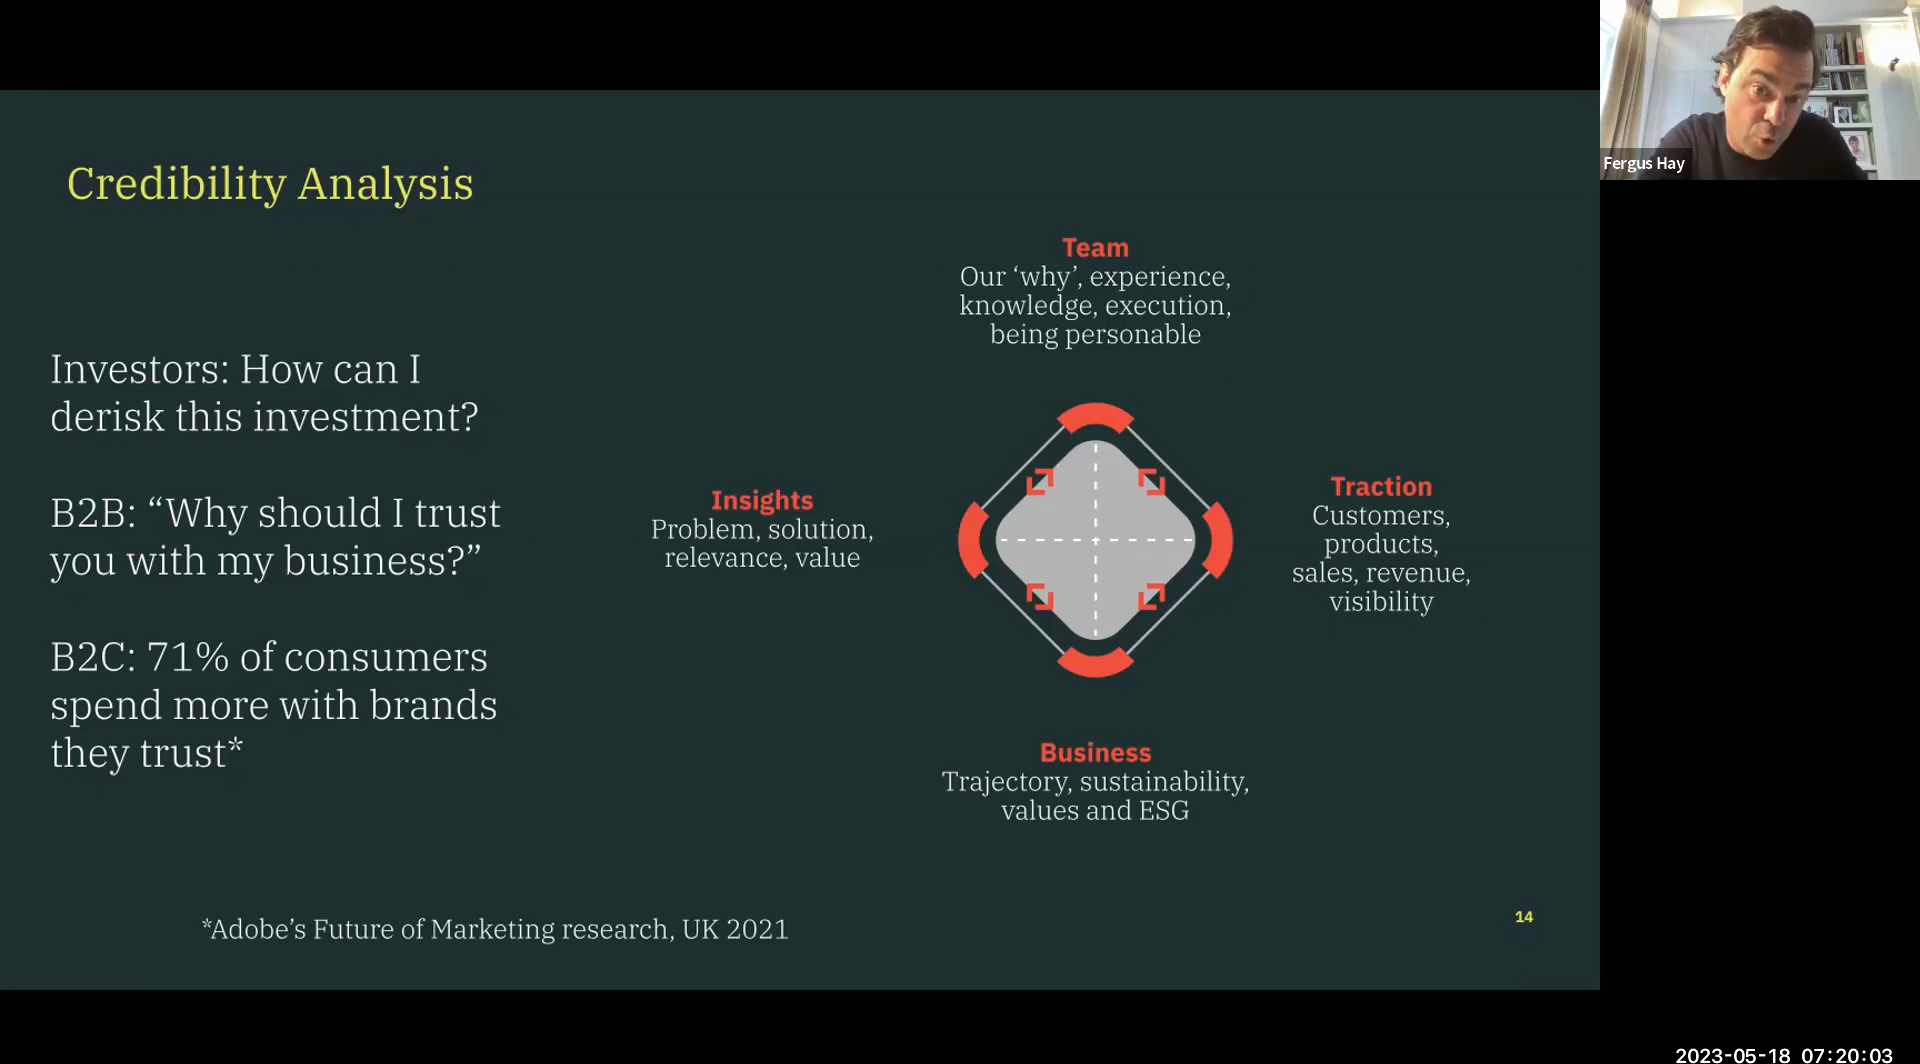 Credibility Analysis
Investors: How can I
derisk this investment?
B2B: “Why should I trust
you with my business?”
B2C: 71% of consumers
spend more with brands
they trust*
Team
Our ‘why’, experience,
knowledge, execution,
being personable
Insights
Problem, solution,
relevance, value
Traction
Customers,
products,
sales, revenue,
visibility
Business
Trajectory, sustainability,
values and ESG
*Adobe’s Future of Marketing research, UK 2021
14
Fergus Hay
2023-05-18 07:20:03